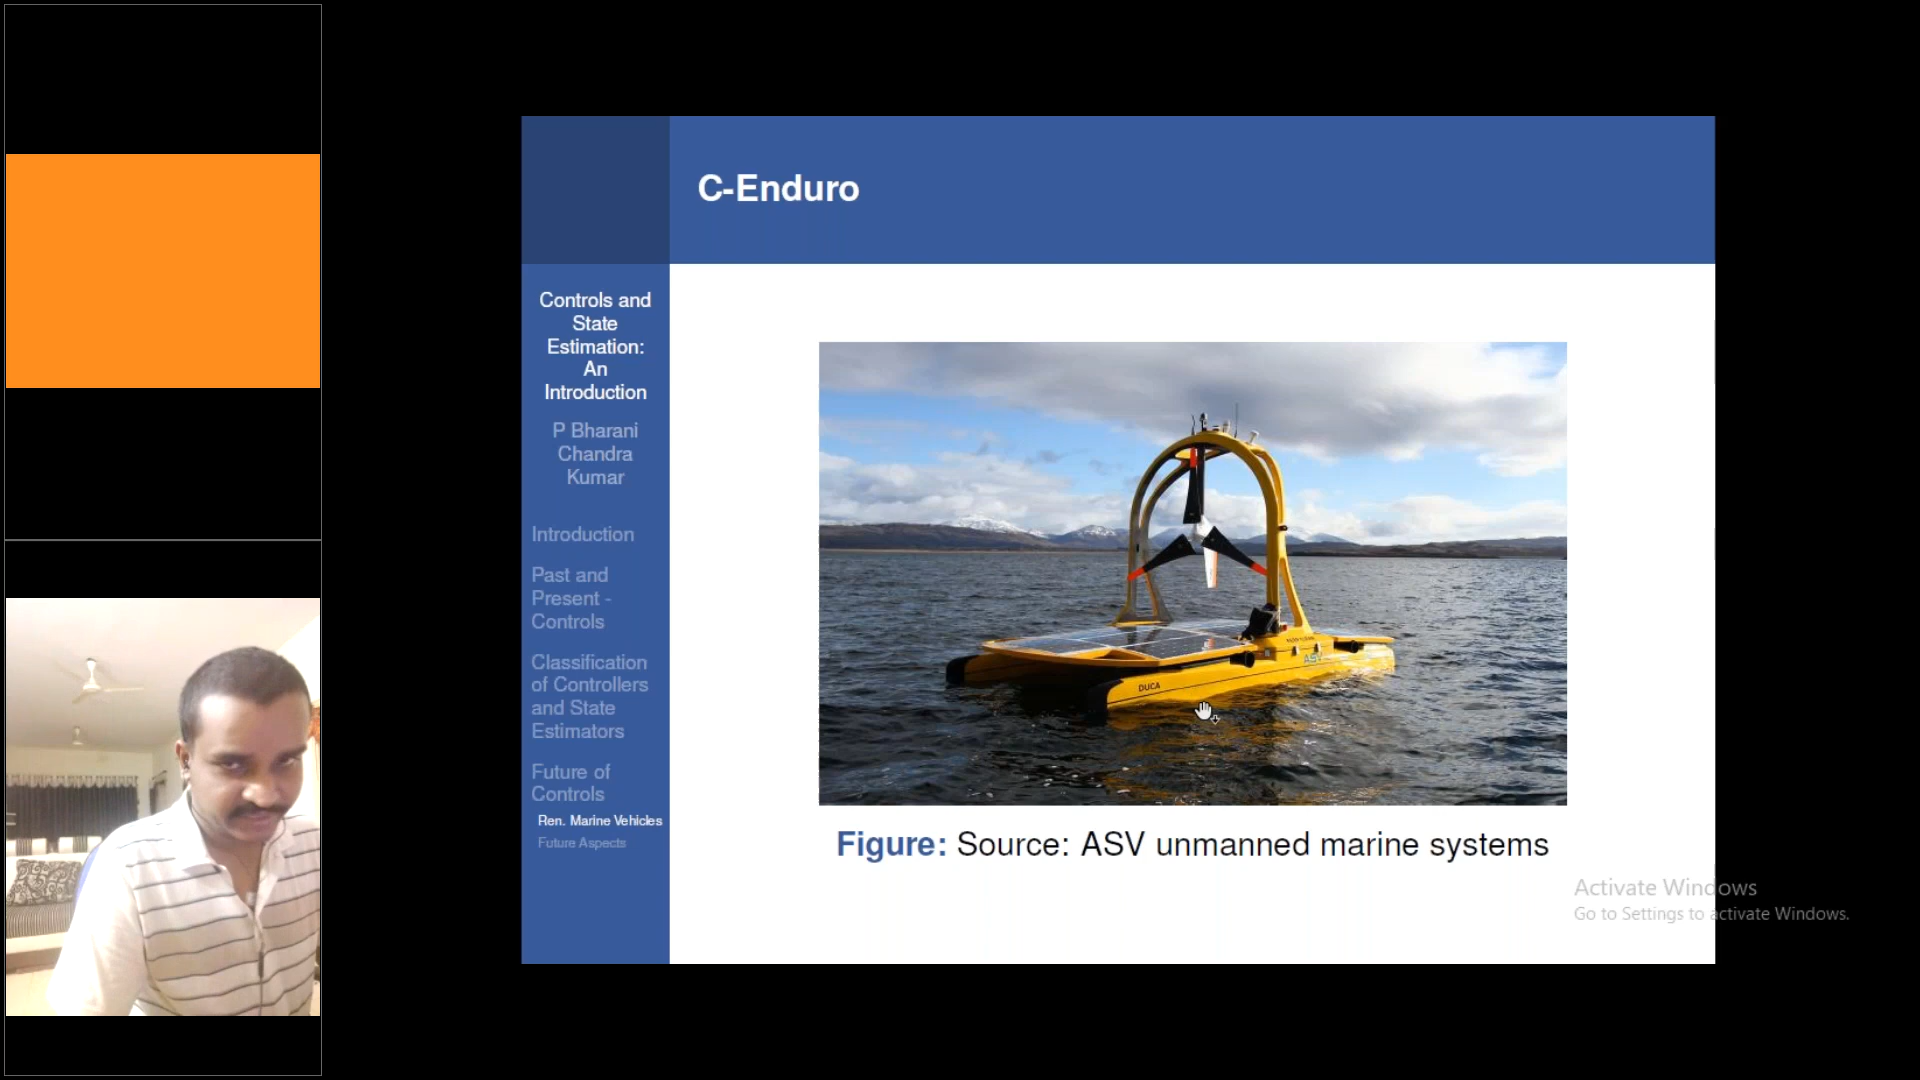 C-Enduro
Controls and
State
Estimation:
An
Introduction
P Bharani
Chandra
Kumar
Introduction
Past and
Present -
Controls
Classification
of Controllers
and State
Estimators
Future of
Controls
Ren. Marine Vehicles
Future Aspects
ASV
DUCA
Figure: Source: ASV unmanned marine systems
Activate Windows
Go to Settings to activate Windows.